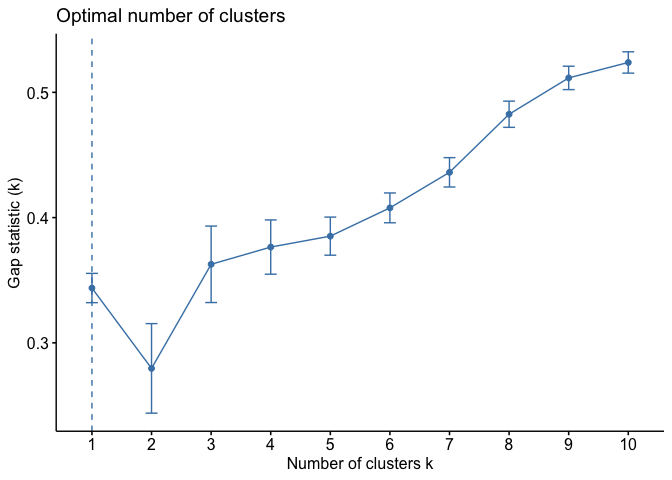 Optimal number of clusters
Gap statistic (k)
0.5
0.4
0.3
1 2 3 4 5 6 7 8 9 10
Number of clusters k